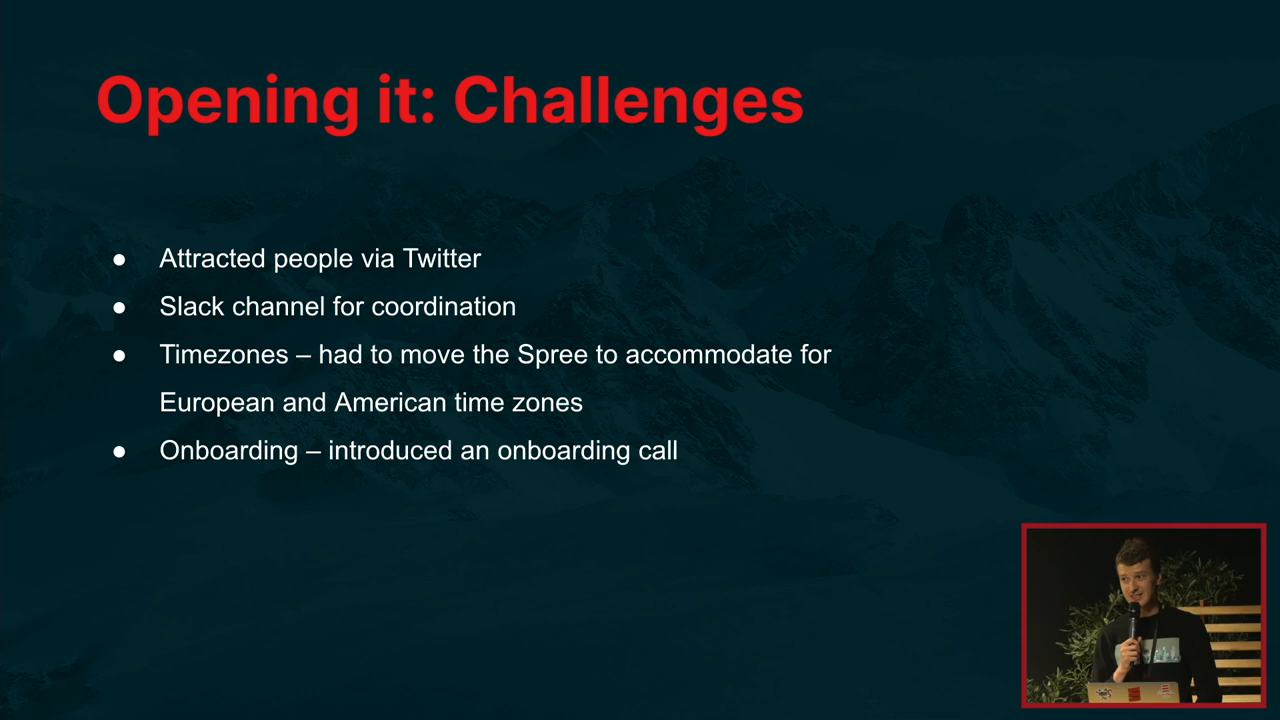 Opening it: Challenges
● Attracted people via Twitter
● Slack channel for coordination
● Timezones – had to move the Spree to accommodate for
European and American time zones
● Onboarding – introduced an onboarding call